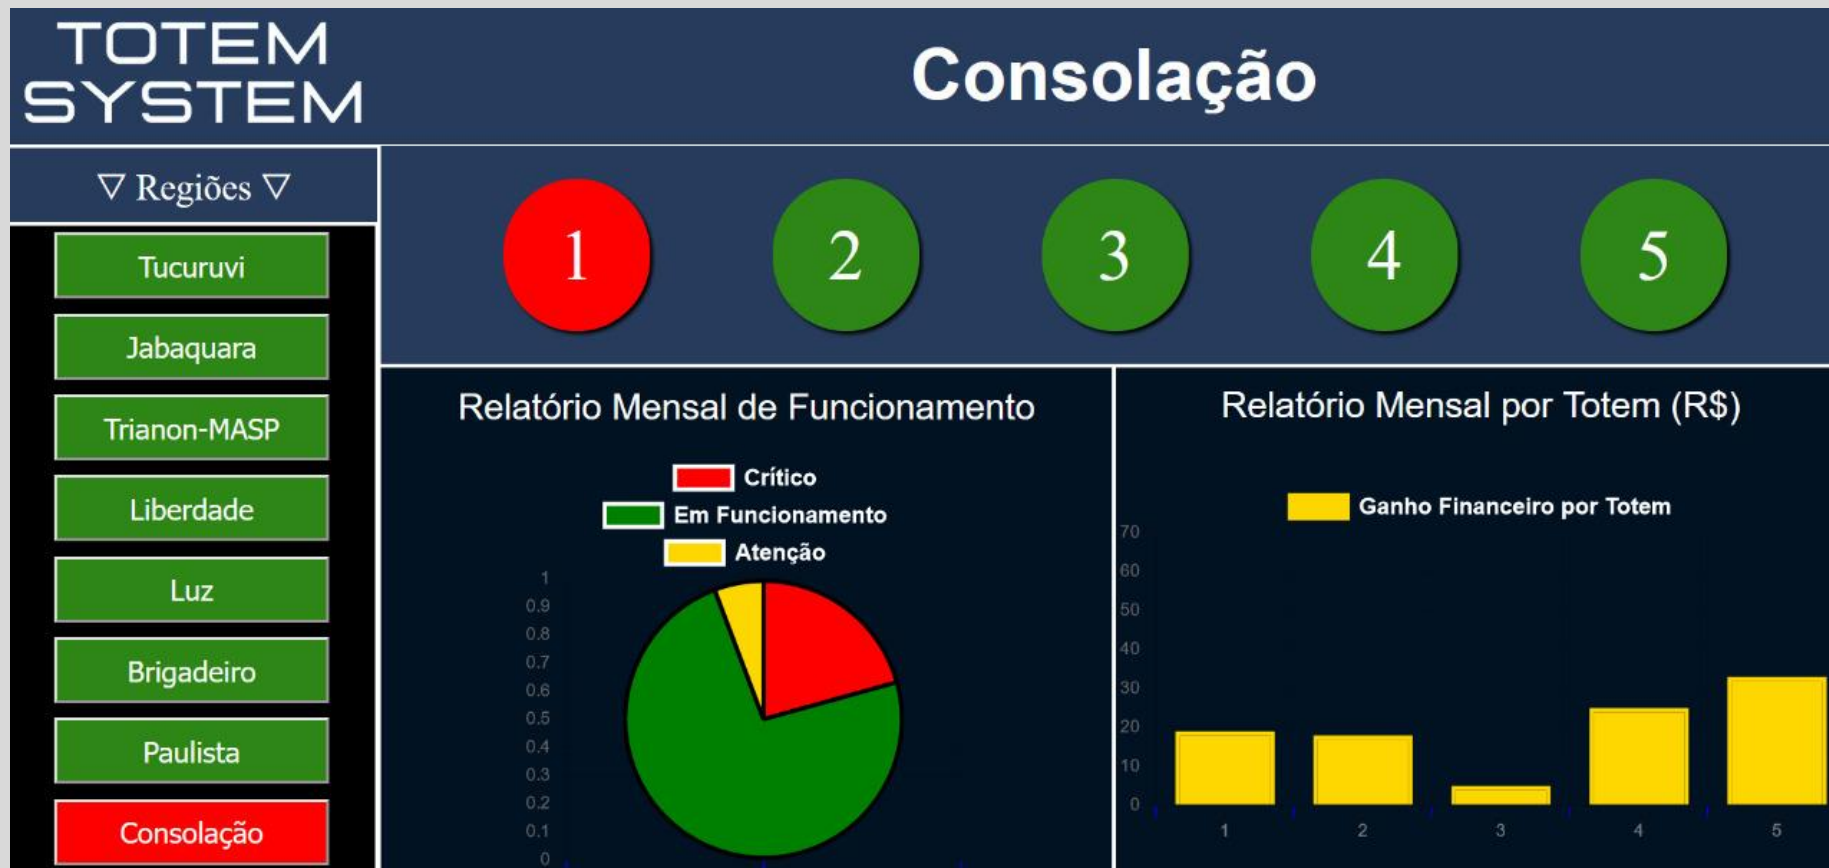 TOTEM
SYSTEM
Consolação
▽ Regiões ▽
Tucuruvi
Jabaquara
Trianon-MASP
Liberdade
Luz
Brigadeiro
Paulista
Consolação
1 2 3 4 5
Relatório Mensal de Funcionamento
Crítico
Em Funcionamento
Atenção
1
0.9
0.8
0.7
0.6
0.5
0.4
0.3
0.2
0.1
0
Relatório Mensal por Totem (R$)
Ganho Financeiro por Totem
70
60
50
40
30
20
10
0
1 2 3 4 5